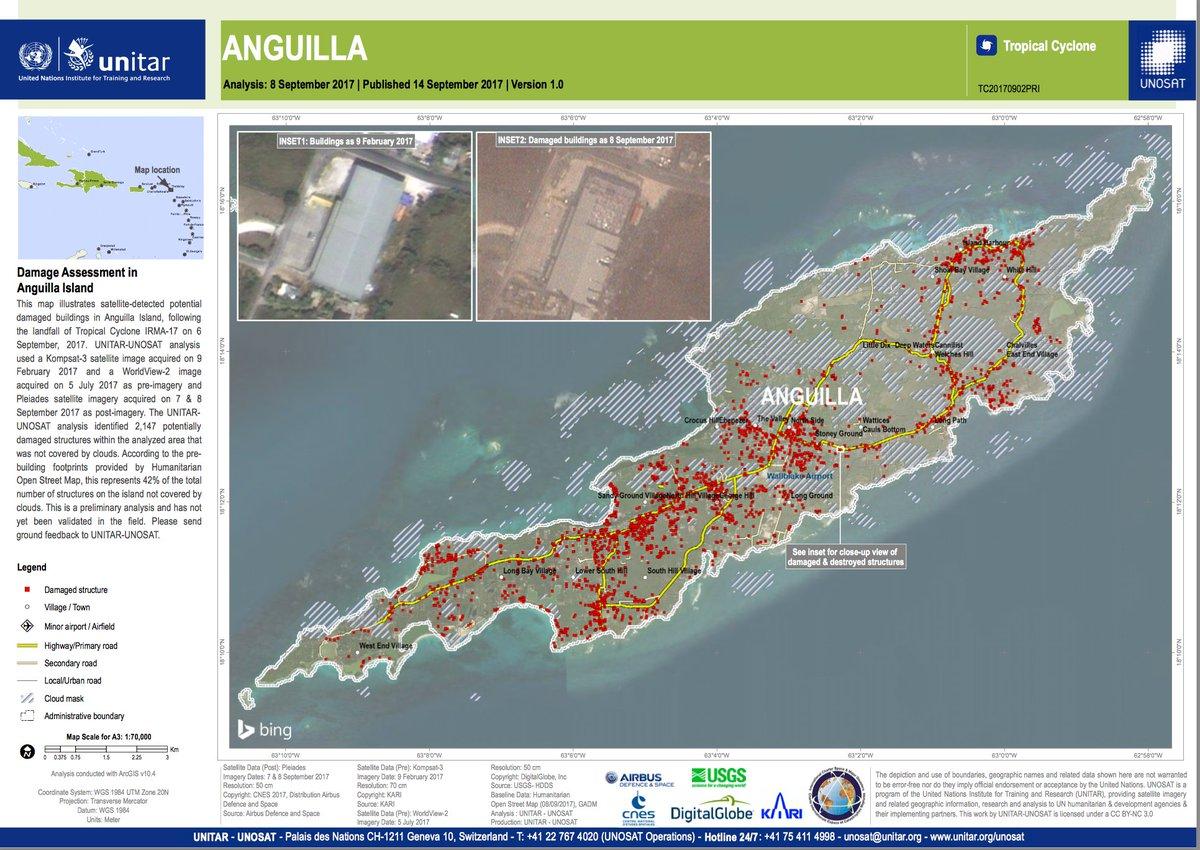 unitar
United Nations Institute for Training and Research
ANGUILLA
Analysis: 8 September 2017 | Published 14 September 2017 | Version 1.0
Tropical Cyclone
TC20170902PRI
UNOSAT
Map location
Damage Assessment in
Anguilla Island
This map illustrates satellite-detected potential
damaged buildings in Anguilla Island, following
the landfall of Tropical Cyclone IRMA-17 on 6
September, 2017. UNITAR-UNOSAT analysis
used a Kompsat-3 satellite image acquired on 9
February 2017 and a WorldView-2 image
acquired on 5 July 2017 as pre-imagery and
Pleiades satellite imagery acquired on 7 & 8
September 2017 as post-imagery. The UNITAR-
UNOSAT analysis identified 2,147 potentially
damaged structures within the analyzed area that
was not covered by clouds. According to the pre-
building footprints provided by Humanitarian
Open Street Map, this represents 42% of the total
number of structures on the island not covered by
clouds. This is a preliminary analysis and has not
yet been validated in the field. Please send
ground feedback to UNITAR-UNOSAT.
Legend
Damaged structure
Village / Town
Minor airport / Airfield
Highway/Primary road
Secondary road
Local/Urban road
Cloud mask
Administrative boundary
Map Scale for A3: 1:70,000
Km
0 0.375 0.75 1.5 2.25 3
Analysis conducted with ArcGIS v10.4
Coordinate System: WGS 1984 UTM Zone 20N
Projection: Transverse Mercator
Datum: WGS 1984
Units: Meter
63°10'0"W 63°8'0"W 63°6'0"W 63°4'0"W 63°2'0"W 63°0'0"W 62°58'0"W
INSET1: Buildings as 9 February 2017
INSET2: Damaged buildings as 8 September 2017
18°16'0"N
18°14'0"N
18°12'0"N
18°10'0"N
Island Harbour
Shoal Bay Village
White Hill
Little Dix
Deep Waters
Cannifist
Welches Hill
Chalvilles
East End Village
ANGUILLA
Crocus Hill
Ebenezer
The Valley
North Side
Stoney Ground
Wattices
Cauls Bottom
Long Path
Wallblake Airport
Sandy Ground Village
North Hill Village
George Hill
Long Ground
See inset for close-up view of
damaged & destroyed structures
Long Bay Village
Lower South Hill
South Hill Village
West End Village
bing
63°10'0"W 63°8'0"W 63°6'0"W 63°4'0"W 63°2'0"W 63°0'0"W 62°58'0"W
Satellite Data (Post): Pleiades
Imagery Dates: 7 & 8 September 2017
Resolution: 50 cm
Copyright: CNES 2017, Distribution Airbus
Defence and Space
Source: Airbus Defence and Space
Satellite Data (Pre): Kompsat-3
Imagery Date: 9 February 2017
Resolution: 70 cm
Copyright: KARI
Source: KARI
Satellite Data (Pre): WorldView-2
Imagery Date: 5 July 2017
Resolution: 50 cm
Copyright: DigitalGlobe, Inc
Source: USGS- HDDS
Baseline Data: Humanitarian
Open Street Map (08/09/2017), GADM
Analysis : UNITAR - UNOSAT
Production: UNITAR - UNOSAT
AIRBUS
DEFENCE & SPACE
USGS
science for a changing world
cnes
DigitalGlobe
KARI
The depiction and use of boundaries, geographic names and related data shown here are not warranted
to be error-free nor do they imply official endorsement or acceptance by the United Nations. UNOSAT is a
program of the United Nations Institute for Training and Research (UNITAR), providing satellite imagery
and related geographic information, research and analysis to UN humanitarian & development agencies &
their implementing partners. This work by UNITAR-UNOSAT is licensed under a CC BY-NC 3.0
UNITAR - UNOSAT - Palais des Nations CH-1211 Geneva 10, Switzerland - T: +41 22 767 4020 (UNOSAT Operations) - Hotline 24/7: +41 75 411 4998 - unosat@unitar.org - www.unitar.org/unosat